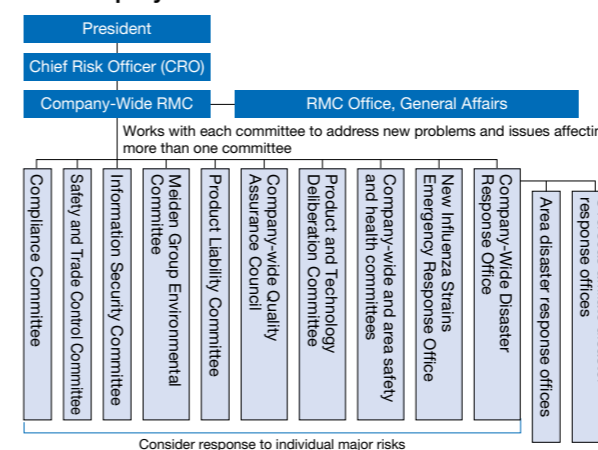 President
Chief Risk Officer (CRO)
Company-Wide RMC
RMC Office, General Affairs
Works with each committee to address new problems and issues affectin
more than one committee
Compliance Committee
Safety and Trade Control Committee
Information Security Committee
Meiden Group Environmental
Committee
Product Liability Committee
Company-wide Quality
Assurance Council
Product and Technology
Deliberation Committee
Company-wide and area safety
and health committees
New Influenza Strains
Emergency Response Office
Company-Wide Disaster
Response Office
Area disaster response offices
response offices
Consider response to individual major risks